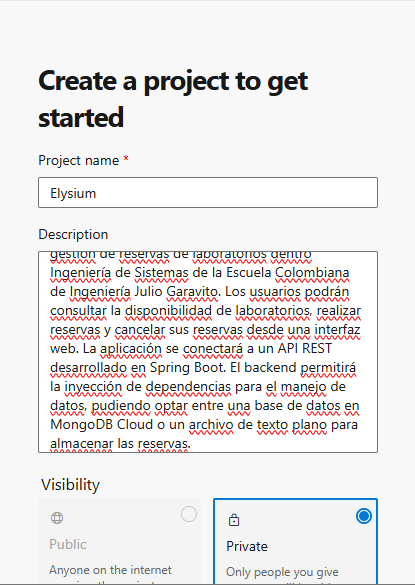 Create a project to get
started
Project name *
Elysium
Description
gestión de reservas de laboratorios dentro
Ingeniería de Sistemas de la Escuela Colombiana
de Ingeniería Julio Garavito. Los usuarios podrán
consultar la disponibilidad de laboratorios, realizar
reservas y cancelar sus reservas desde una interfaz
web. La aplicación se conectará a un API REST
desarrollado en Spring Boot. El backend permitirá
la inyección de dependencias para el manejo de
datos, pudiendo optar entre una base de datos en
MongoDB Cloud o un archivo de texto plano para
almacenar las reservas.
Visibility
Public
Anyone on the internet
Private
Only people you give